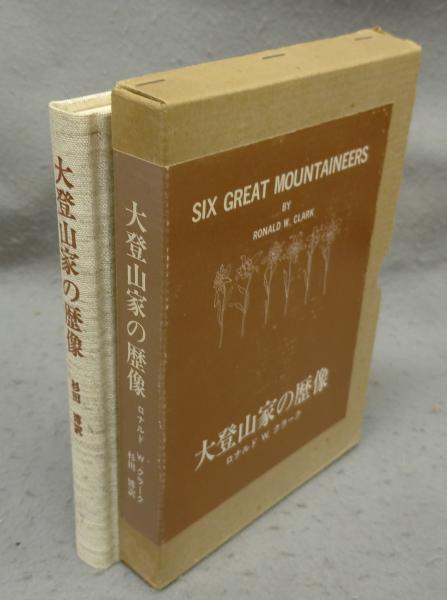 大登山家の歴像
杉田 博訳
大登山家の歴像
ロナルド W.クラーク
杉田 博訳
SIX GREAT MOUNTAINEERS
BY
RONALD W. CLARK
大登山家の歴像
ロナルド W.クラーク